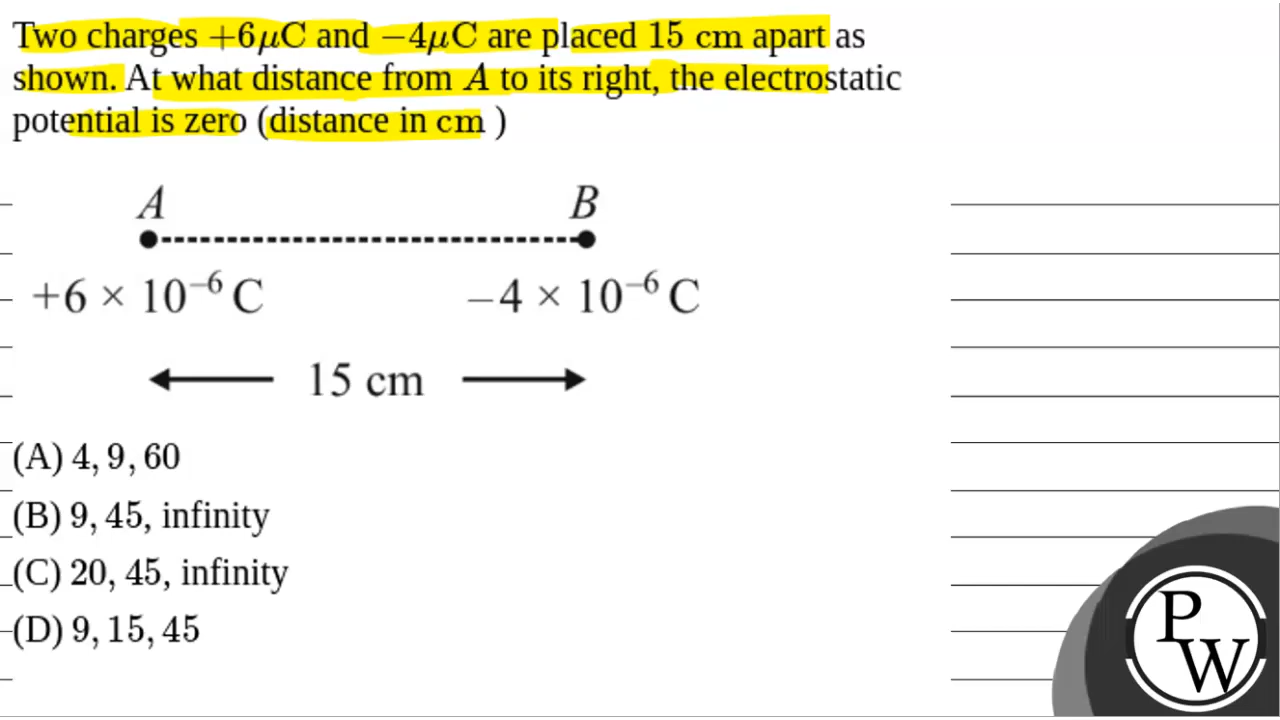 Two charges +6μC and −4μC are placed 15 cm apart as
shown. At what distance from A to its right, the electrostatic
potential is zero (distance in cm )
A B
+6 × 10⁻⁶ C −4 × 10⁻⁶ C
15 cm
(A) 4, 9, 60
(B) 9, 45, infinity
(C) 20, 45, infinity
(D) 9, 15, 45
P
W